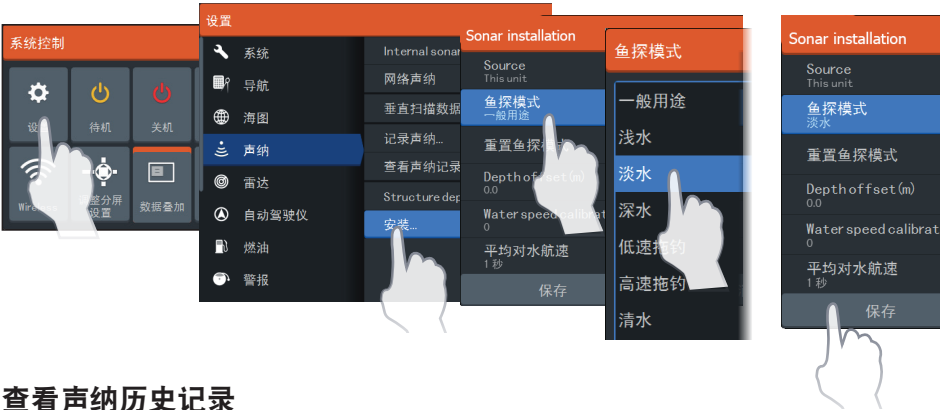 系统控制
设置
待机
关机
数据叠加
设置
系统
导航
海图
声纳
雷达
自动驾驶仪
燃油
警报
Internal sonar
网络声纳
垂直扫描数据
记录声纳...
查看声纳记录
Structure dep
安装...
Sonar installation
Source
This unit
鱼探模式
一般用途
重置鱼探模式
Depth offset (m)
0.0
Water speed calibrat
0
平均对水航速
1 秒
保存
鱼探模式
一般用途
浅水
淡水
深水
低速拖钓
高速拖钓
清水
Sonar installation
Source
This unit
鱼探模式
淡水
重置鱼探模式
Depth offset (m)
0.0
Water speed calibrat
0
平均对水航速
1 秒
保存
查看声纳历史记录